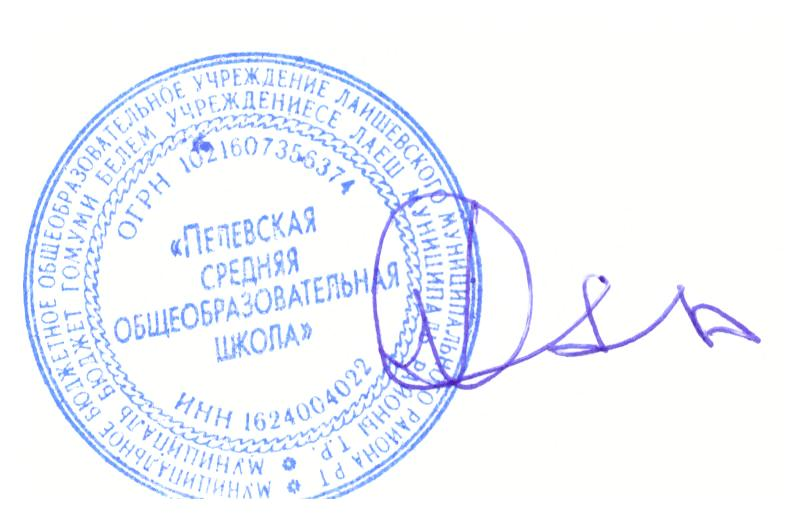 МУНИЦИПАЛЬНОЕ БЮДЖЕТНОЕ ОБЩЕОБРАЗОВАТЕЛЬНОЕ УЧРЕЖДЕНИЕ ЛАИШЕВСКОГО МУНИЦИПАЛЬНОГО РАЙОНА РТ
МУНИЦИПАЛЬ БЮДЖЕТ ГОМУМИ БЕЛЕМ УЧРЕЖДЕНИЕСЕ ЛАЕШ МУНИЦИПАЛЬ РАЙОНЫ Т.Р.
ОГРН 1021607356374
«ПЕЛЕВСКАЯ
СРЕДНЯЯ
ОБЩЕОБРАЗОВАТЕЛЬНАЯ
ШКОЛА»
ИНН 1624004022